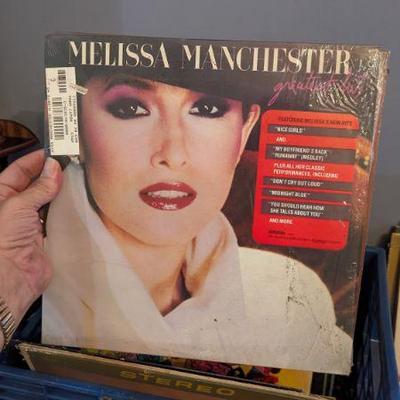 MELISSA MANCHESTER
greatest hits
FEATURING MELISSA'S NEW HITS
"NICE GIRLS"
AND
"MY BOYFRIEND'S BACK"
"RUNAWAY" (MEDLEY)
PLUS ALL HER CLASSIC
PERFORMANCES, INCLUDING
"DON'T CRY OUT LOUD"
"MIDNIGHT BLUE"
"YOU SHOULD HEAR HOW
SHE TALKS ABOUT YOU"
AND MORE
STEREO